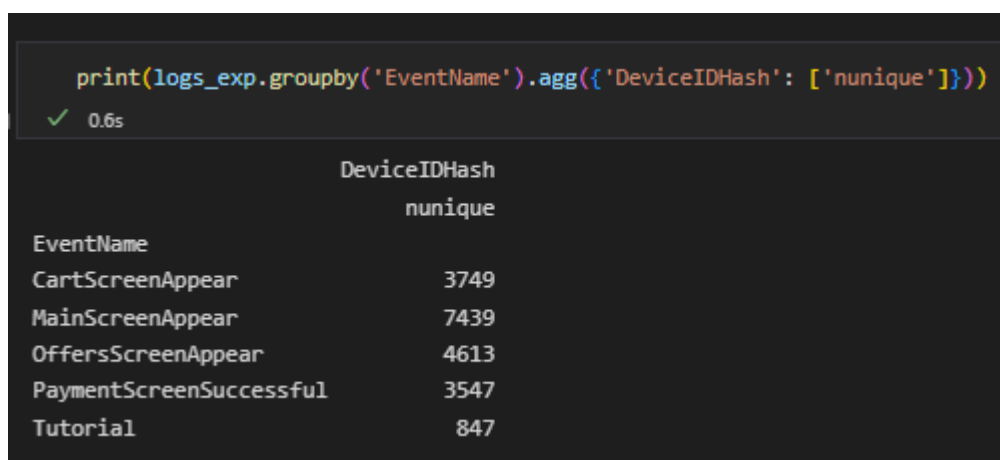 print(logs_exp.groupby('EventName').agg({'DeviceIDHash': ['nunique']}))
✓ 0.6s
DeviceIDHash
nunique
EventName
CartScreenAppear 3749
MainScreenAppear 7439
OffersScreenAppear 4613
PaymentScreenSuccessful 3547
Tutorial 847